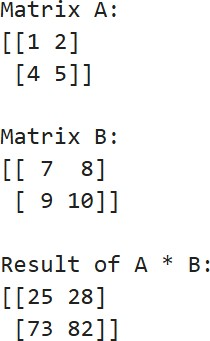 Matrix A:
[[1 2]
 [4 5]]

Matrix B:
[[ 7  8]
 [ 9 10]]

Result of A * B:
[[25 28]
 [73 82]]